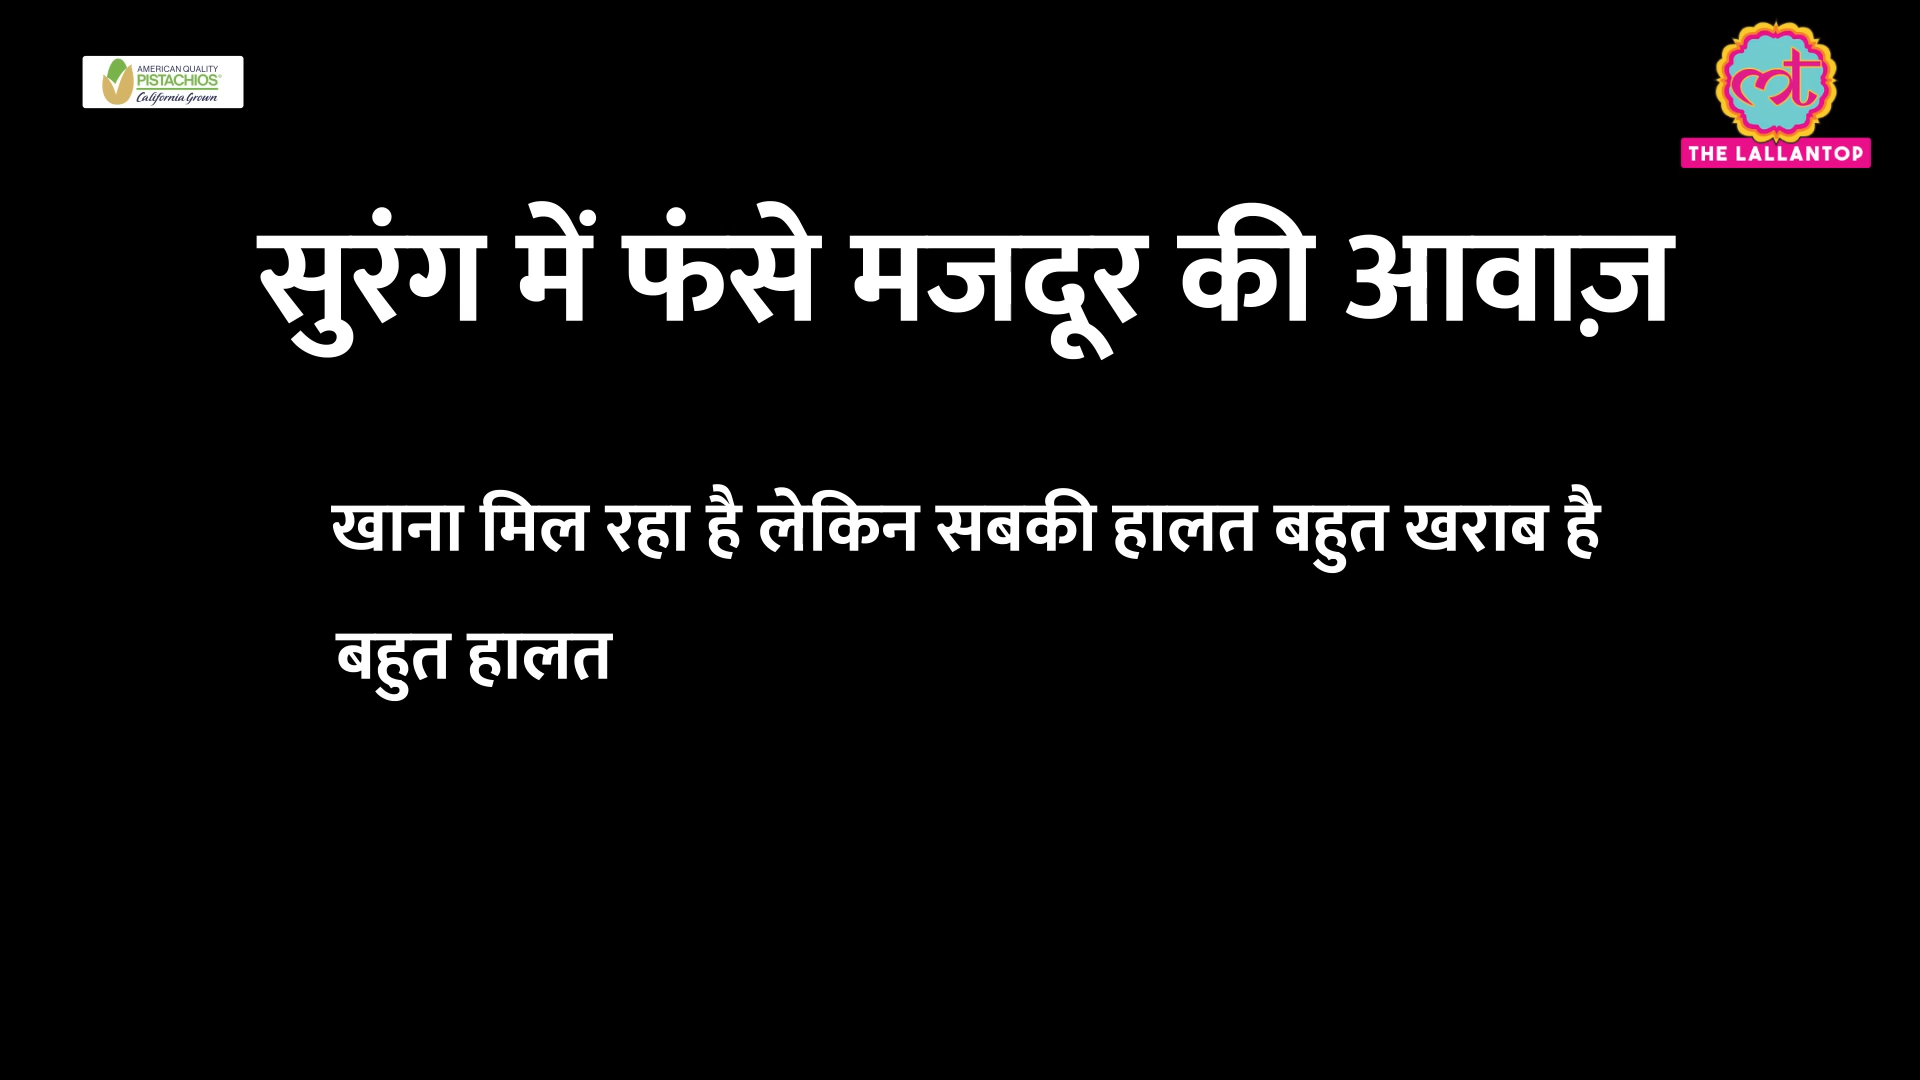 AMERICAN QUALITY
PISTACHIOS
California Grown
THE LALLANTOP
सुरंग में फंसे मजदूर की आवाज़
खाना मिल रहा है लेकिन सबकी हालत बहुत खराब है
बहुत हालत